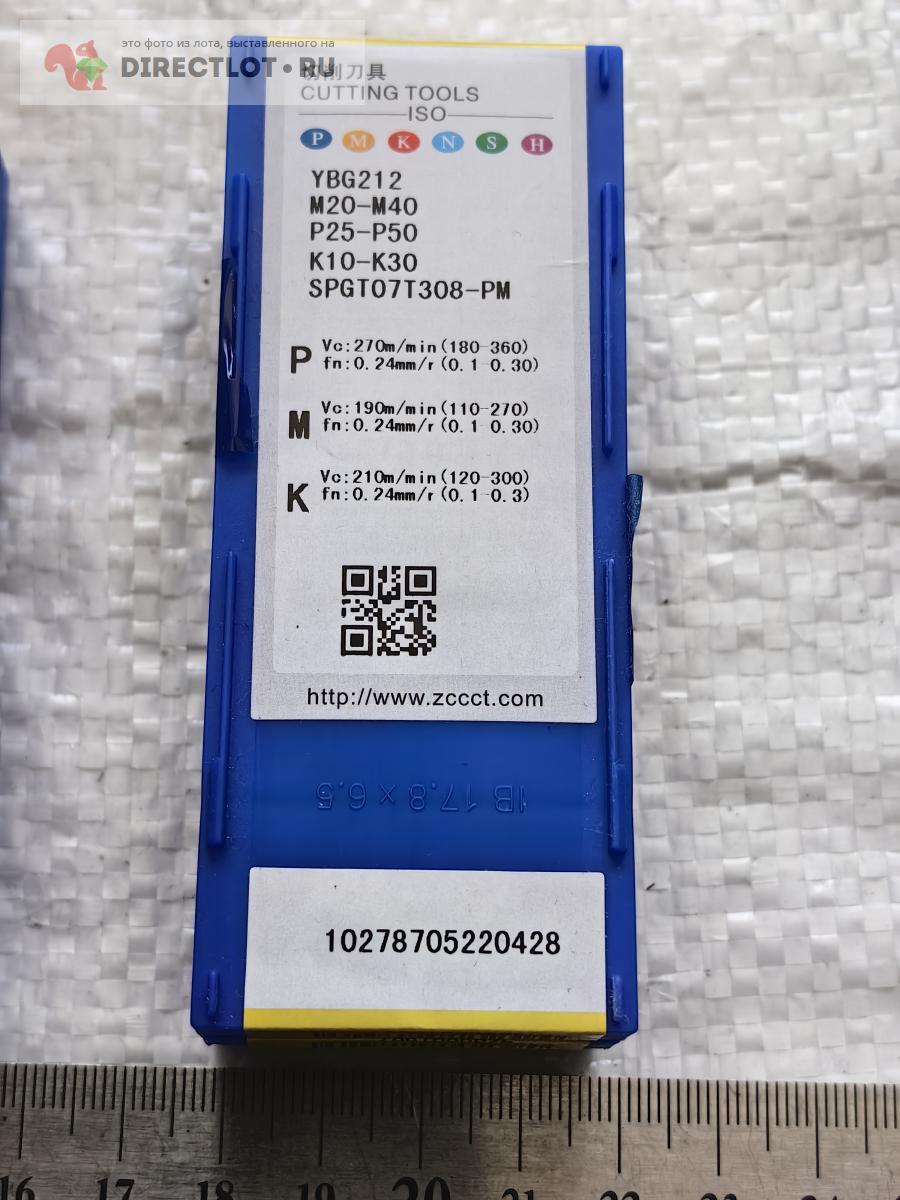 это фото из лота, выставленного на
DIRECTLOT.RU
切削刀具
CUTTING TOOLS
ISO
P M K N S H
YBG212
M20-M40
P25-P50
K10-K30
SPGT07T308-PM
P
Vc:270m/min(180-360)
fn:0.24mm/r(0.1-0.30)
M
Vc:190m/min(110-270)
fn:0.24mm/r(0.1-0.30)
K
Vc:210m/min(120-300)
fn:0.24mm/r(0.1-0.3)
http://www.zccct.com
1B 17.8 × 6.5
10278705220428
16 17 18 19 20 21 22 23 24